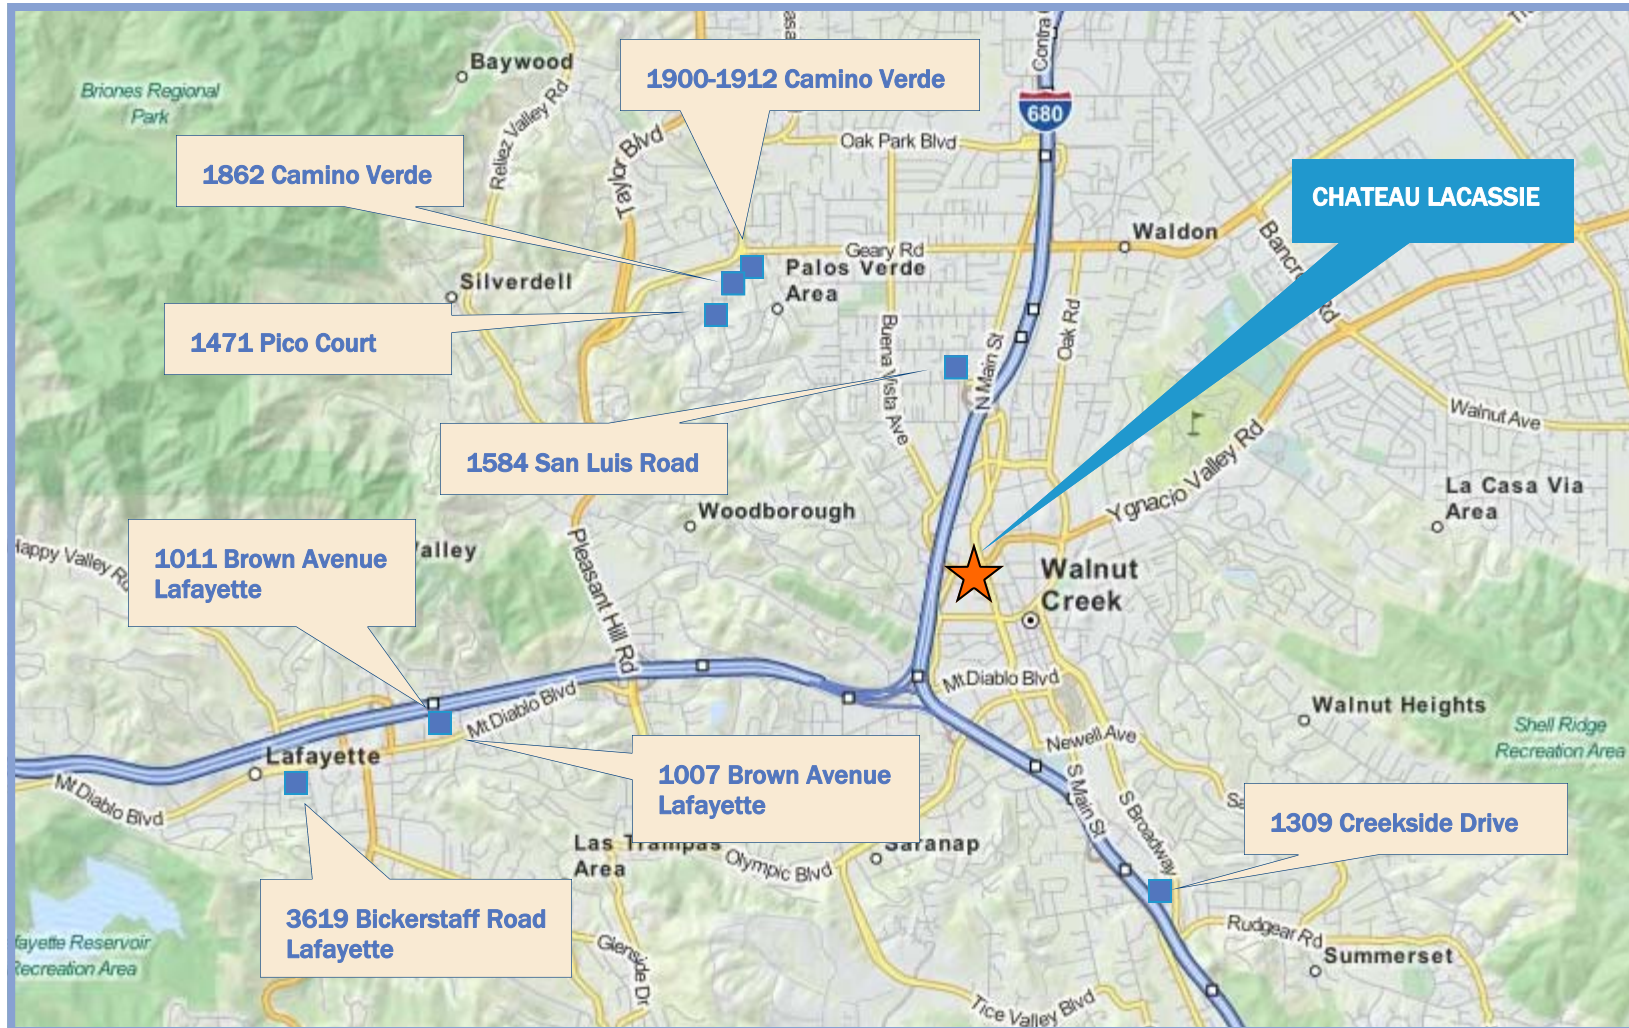 Baywood
1900-1912 Camino Verde
Contra
Briones Regional
Park
Reliez Valley Rd
680
Taylor Blvd
Oak Park Blvd
1862 Camino Verde
CHATEAU LACASSIE
Waldon
Geary Rd
Bancro
Rd
Silverdell
Palos Verde
Area
1471 Pico Court
Buena Vista Ave
N Main St
Oak Rd
Walnut Ave
1584 San Luis Road
Ygnacio Valley Rd
La Casa Via
Area
Woodborough
Happy Valley Rd
1011 Brown Avenue
Lafayette
alley
Pleasant Hill Rd
Walnut
Creek
Mt Diablo Blvd
Mt Diablo Blvd
Walnut Heights
Shell Ridge
Recreation Area
Newell Ave
Lafayette
Mt Diablo Blvd
1007 Brown Avenue
Lafayette
S Main St
S Broadway
Sa
1309 Creekside Drive
Las Trampas
Area
Olympic Blvd
Saranap
3619 Bickerstaff Road
Lafayette
fayette Reservoir
Recreation Area
Glenside Dr
Rudgear Rd
Summerset
Tice Valley Blvd